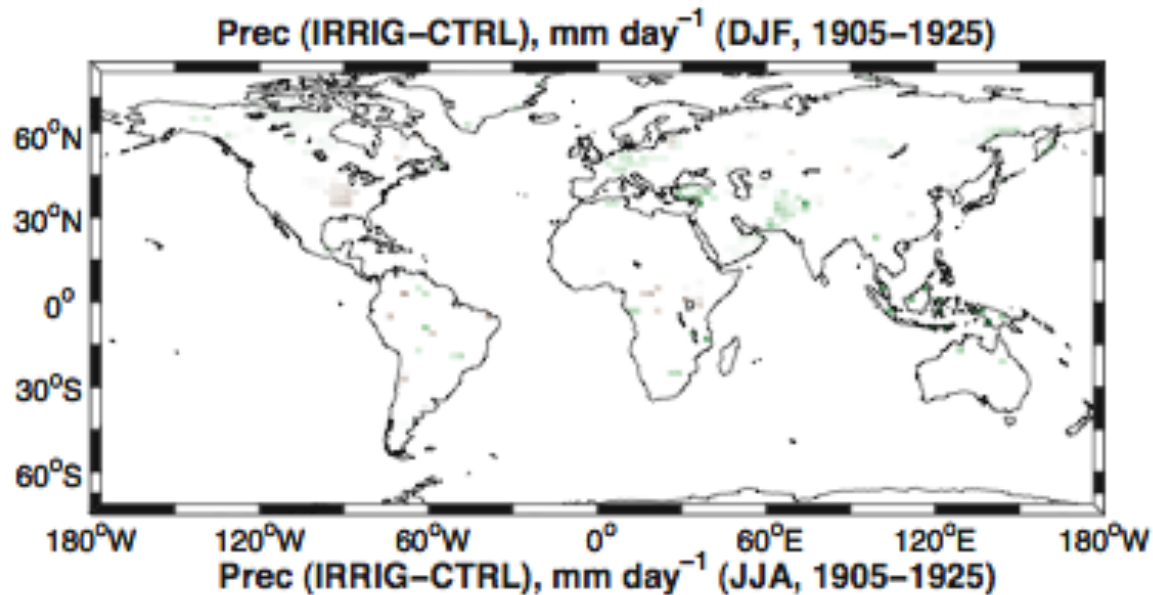 Prec (IRRIG−CTRL), mm day⁻¹ (DJF, 1905−1925)
60°N
30°N
0°
30°S
60°S
180°W 120°W 60°W 0° 60°E 120°E 180°W
Prec (IRRIG−CTRL), mm day⁻¹ (JJA, 1905−1925)